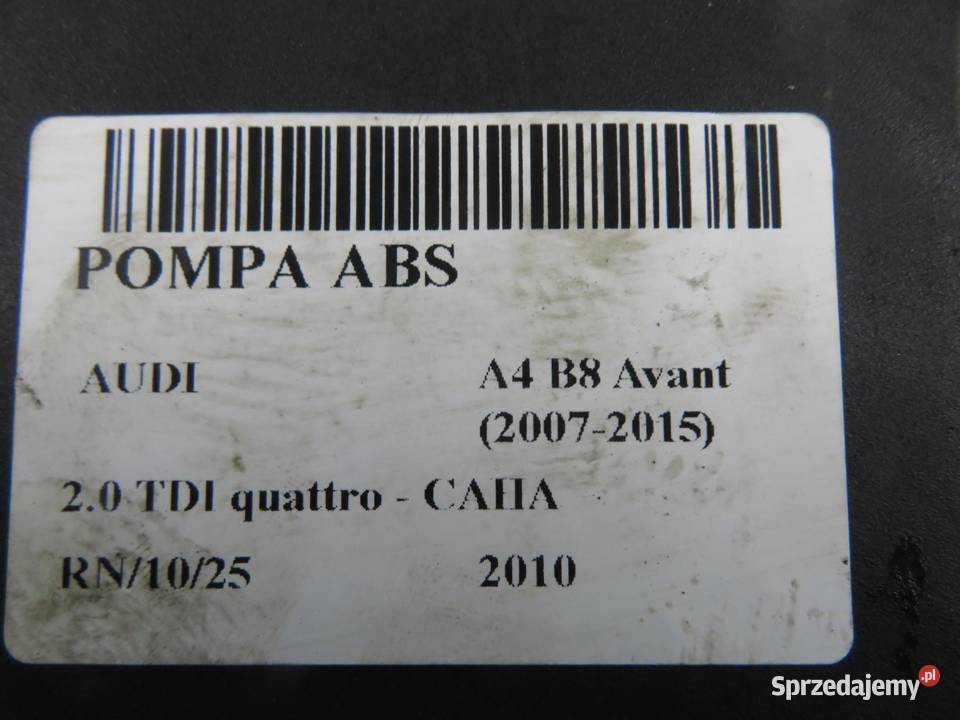 POMPA ABS
AUDI A4 B8 Avant
(2007-2015)
2.0 TDI quattro - CAHA
RN/10/25 2010
Sprzedajemy.pl